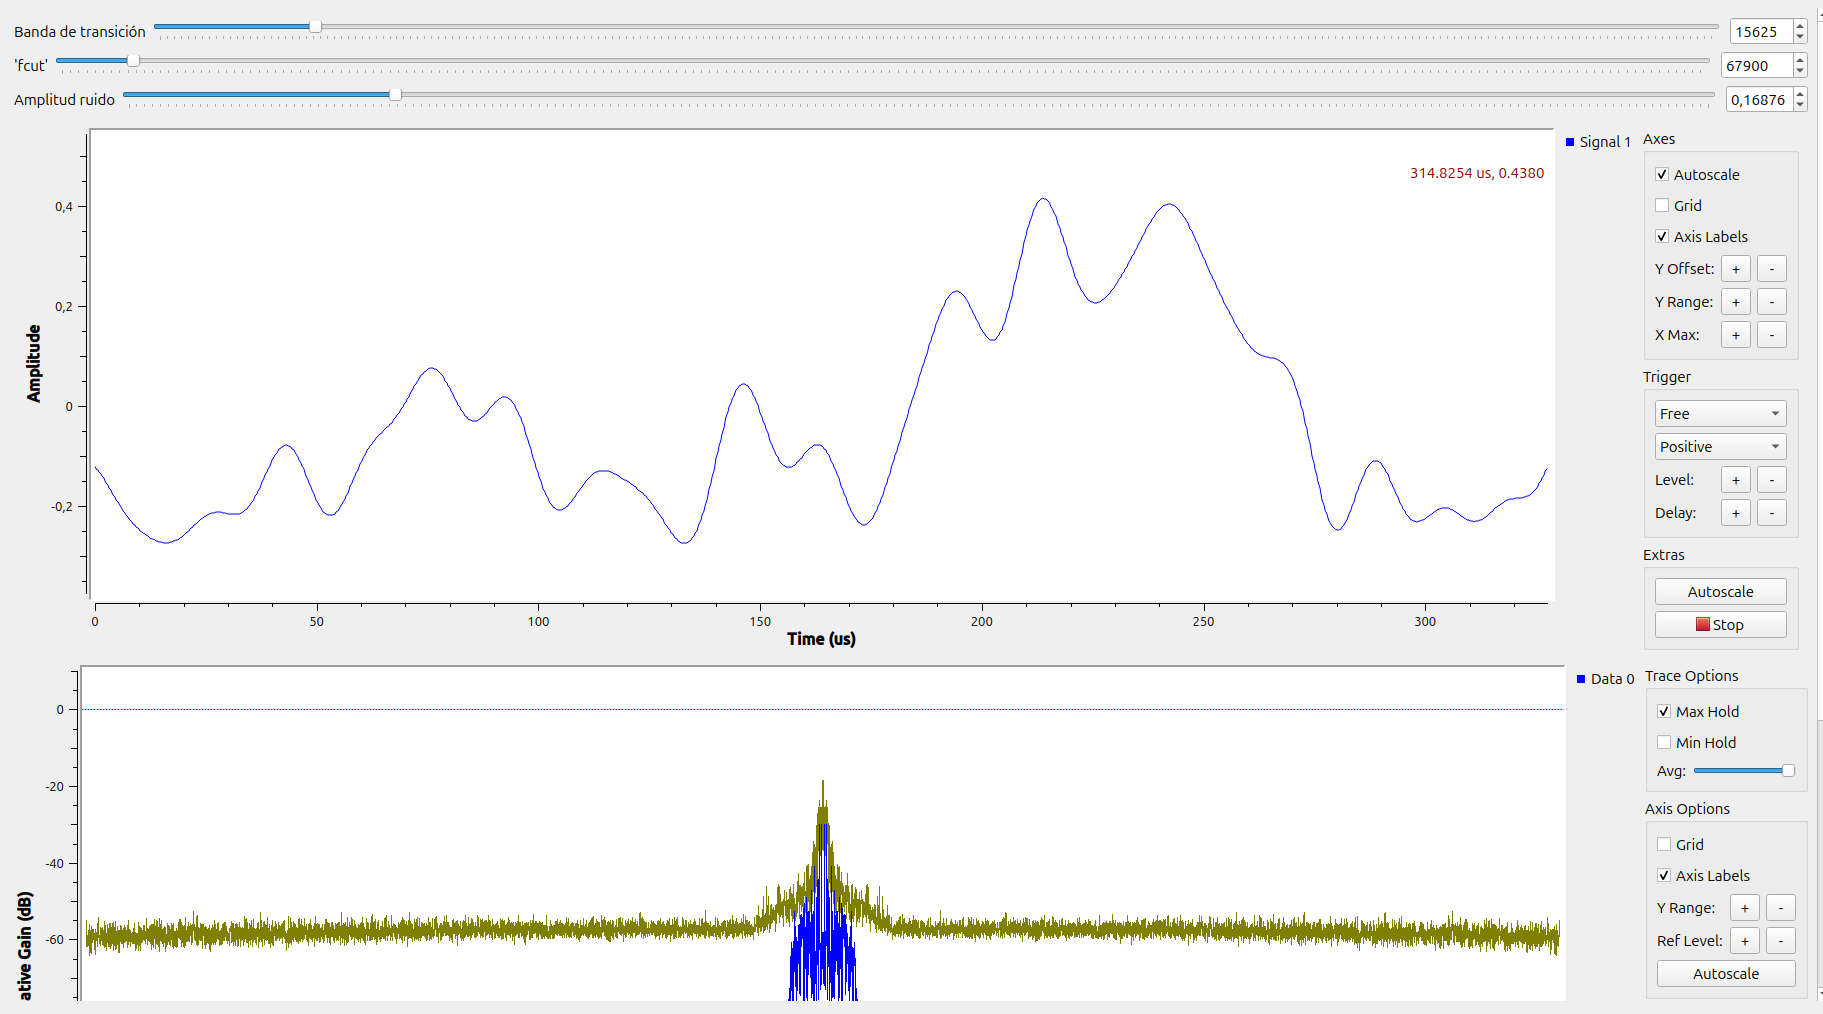 Banda de transición 15625
'fcut' 67900
Amplitud ruido 0,16876
Signal 1
314.8254 us, 0.4380
0,4
0,2
0
-0,2
Amplitude
0 50 100 150 200 250 300
Time (us)
Axes
Autoscale
Grid
Axis Labels
Y Offset: + -
Y Range: + -
X Max: + -
Trigger
Free
Positive
Level: + -
Delay: + -
Extras
Autoscale
Stop
Data 0
0
-20
-40
-60
ative Gain (dB)
Trace Options
Max Hold
Min Hold
Avg:
Axis Options
Grid
Axis Labels
Y Range: + -
Ref Level: + -
Autoscale